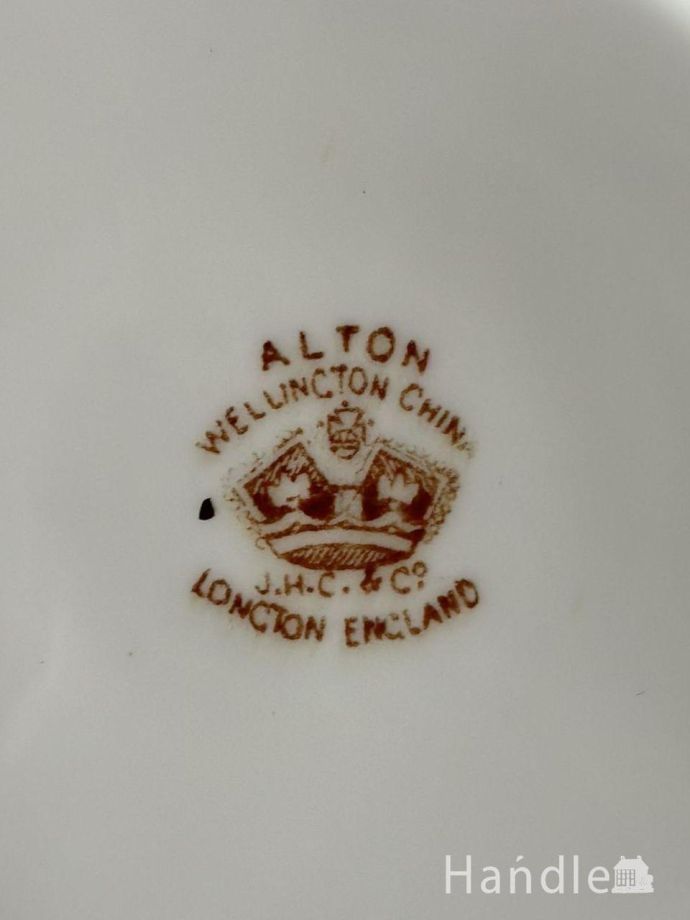 ALTON
WELLINGTON CHINA
J.H.C. & Cº
LONGTON ENGLAND
Handle